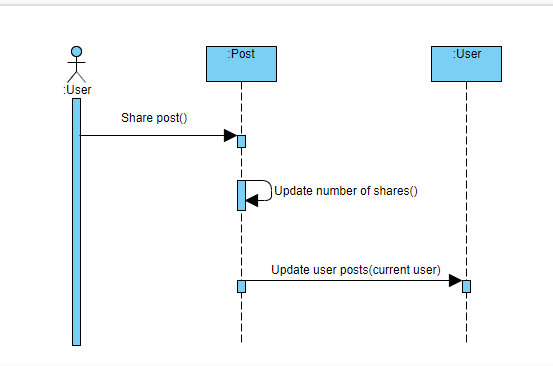 :Post
:User
:User
Share post()
Update number of shares()
Update user posts(current user)